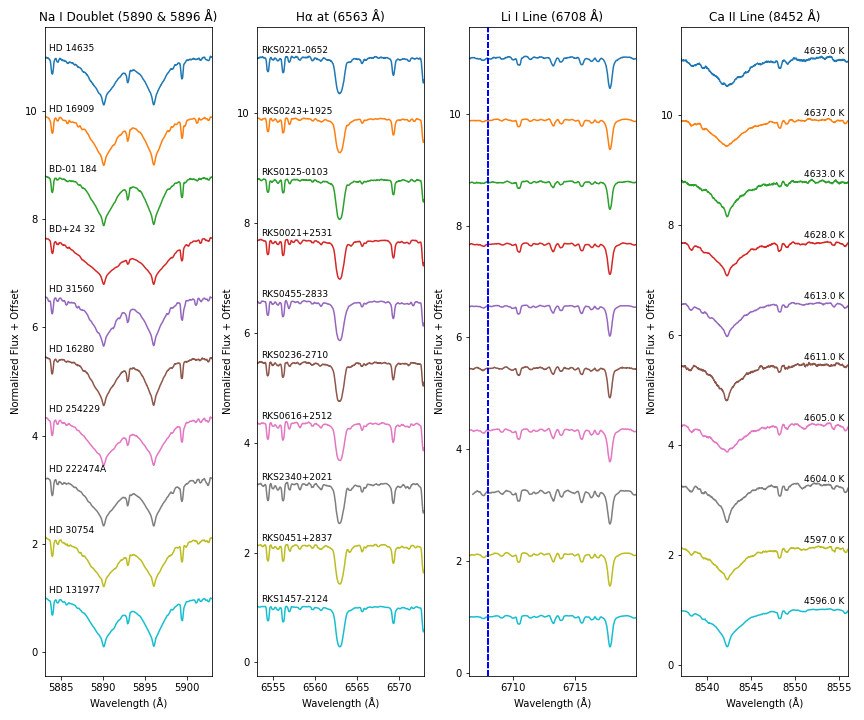 Na I Doublet (5890 & 5896 Å)
HD 14635
HD 16909
BD-01 184
BD+24 32
HD 31560
HD 16280
HD 254229
HD 222474A
HD 30754
HD 131977
10
8
6
4
2
0
Normalized Flux + Offset
5885
5890
5895
5900
Wavelength (Å)
Hα at (6563 Å)
RKS0221-0652
RKS0243+1925
RKS0125-0103
RKS0021+2531
RKS0455-2833
RKS0236-2710
RKS0616+2512
RKS2340+2021
RKS0451+2837
RKS1457-2124
10
8
6
4
2
0
Normalized Flux + Offset
6555
6560
6565
6570
Wavelength (Å)
Li I Line (6708 Å)
10
8
6
4
2
0
Normalized Flux + Offset
6710
6715
Wavelength (Å)
Ca II Line (8452 Å)
4639.0 K
4637.0 K
4633.0 K
4628.0 K
4613.0 K
4611.0 K
4605.0 K
4604.0 K
4597.0 K
4596.0 K
10
8
6
4
2
0
Normalized Flux + Offset
8540
8545
8550
8555
Wavelength (Å)